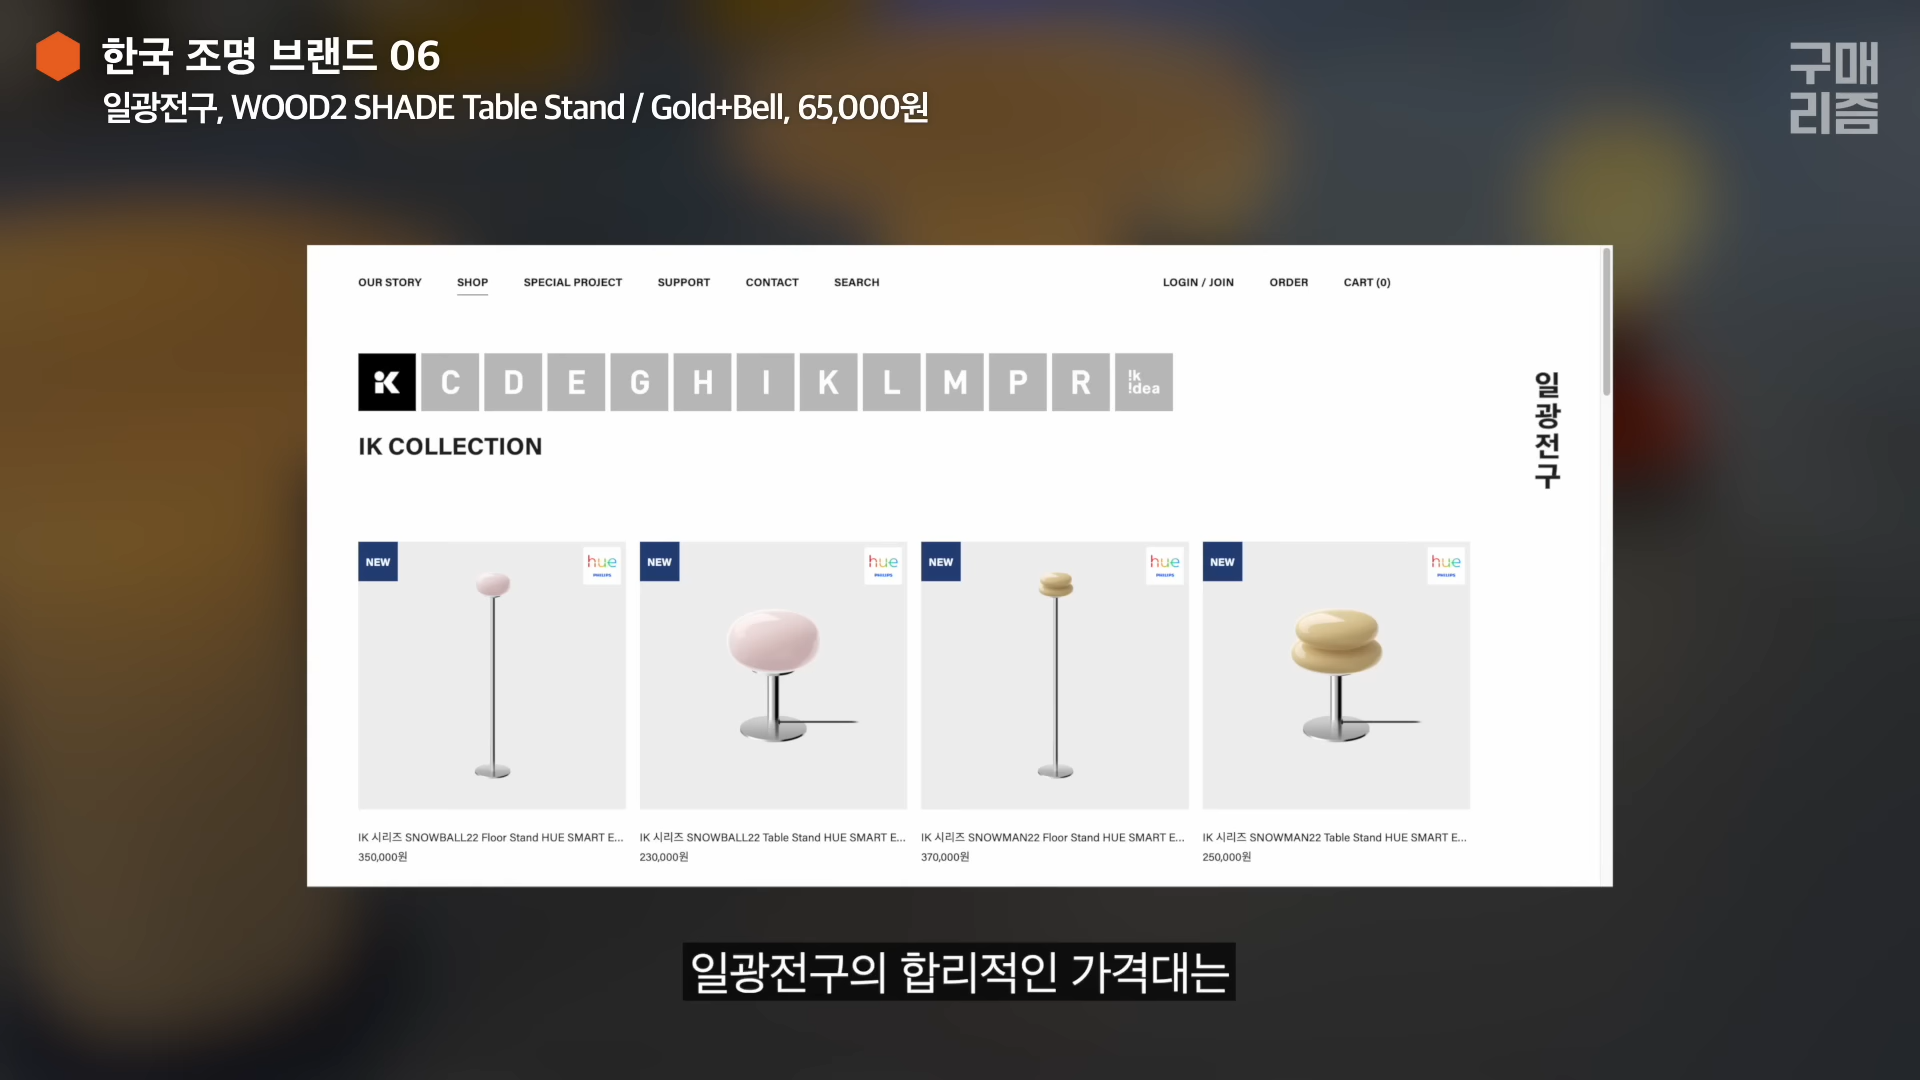 한국 조명 브랜드 06
일광전구, WOOD2 SHADE Table Stand / Gold+Bell, 65,000원
구매
리즘
OUR STORY SHOP SPECIAL PROJECT SUPPORT CONTACT SEARCH LOGIN / JOIN ORDER CART (0)
iK C D E G H I K L M P R !k !dea
일광전구
IK COLLECTION
NEW hue PHILIPS NEW hue PHILIPS NEW hue PHILIPS NEW hue PHILIPS
IK 시리즈 SNOWBALL22 Floor Stand HUE SMART E...
350,000원
IK 시리즈 SNOWBALL22 Table Stand HUE SMART E...
230,000원
IK 시리즈 SNOWMAN22 Floor Stand HUE SMART E...
370,000원
IK 시리즈 SNOWMAN22 Table Stand HUE SMART E...
250,000원
일광전구의 합리적인 가격대는